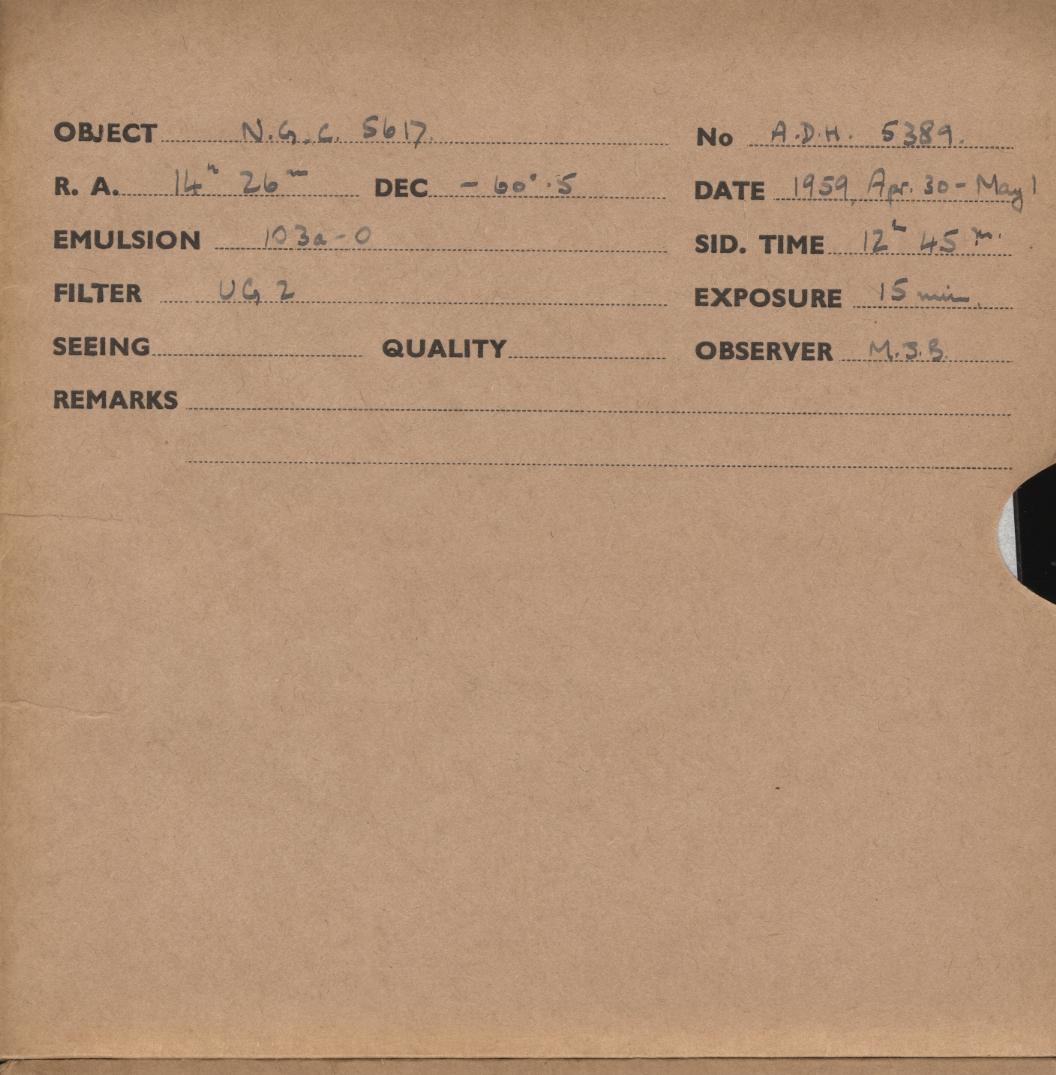 OBJECT N.G.C. 5617. No A.D.H. 5389.
R. A. 14ʰ 26ᵐ DEC - 60°.5 DATE 1959, Apr. 30 - May 1
EMULSION 103a-O SID. TIME 12ʰ 45ᵐ.
FILTER UG 2 EXPOSURE 15 min.
SEEING QUALITY OBSERVER M.J.B.
REMARKS